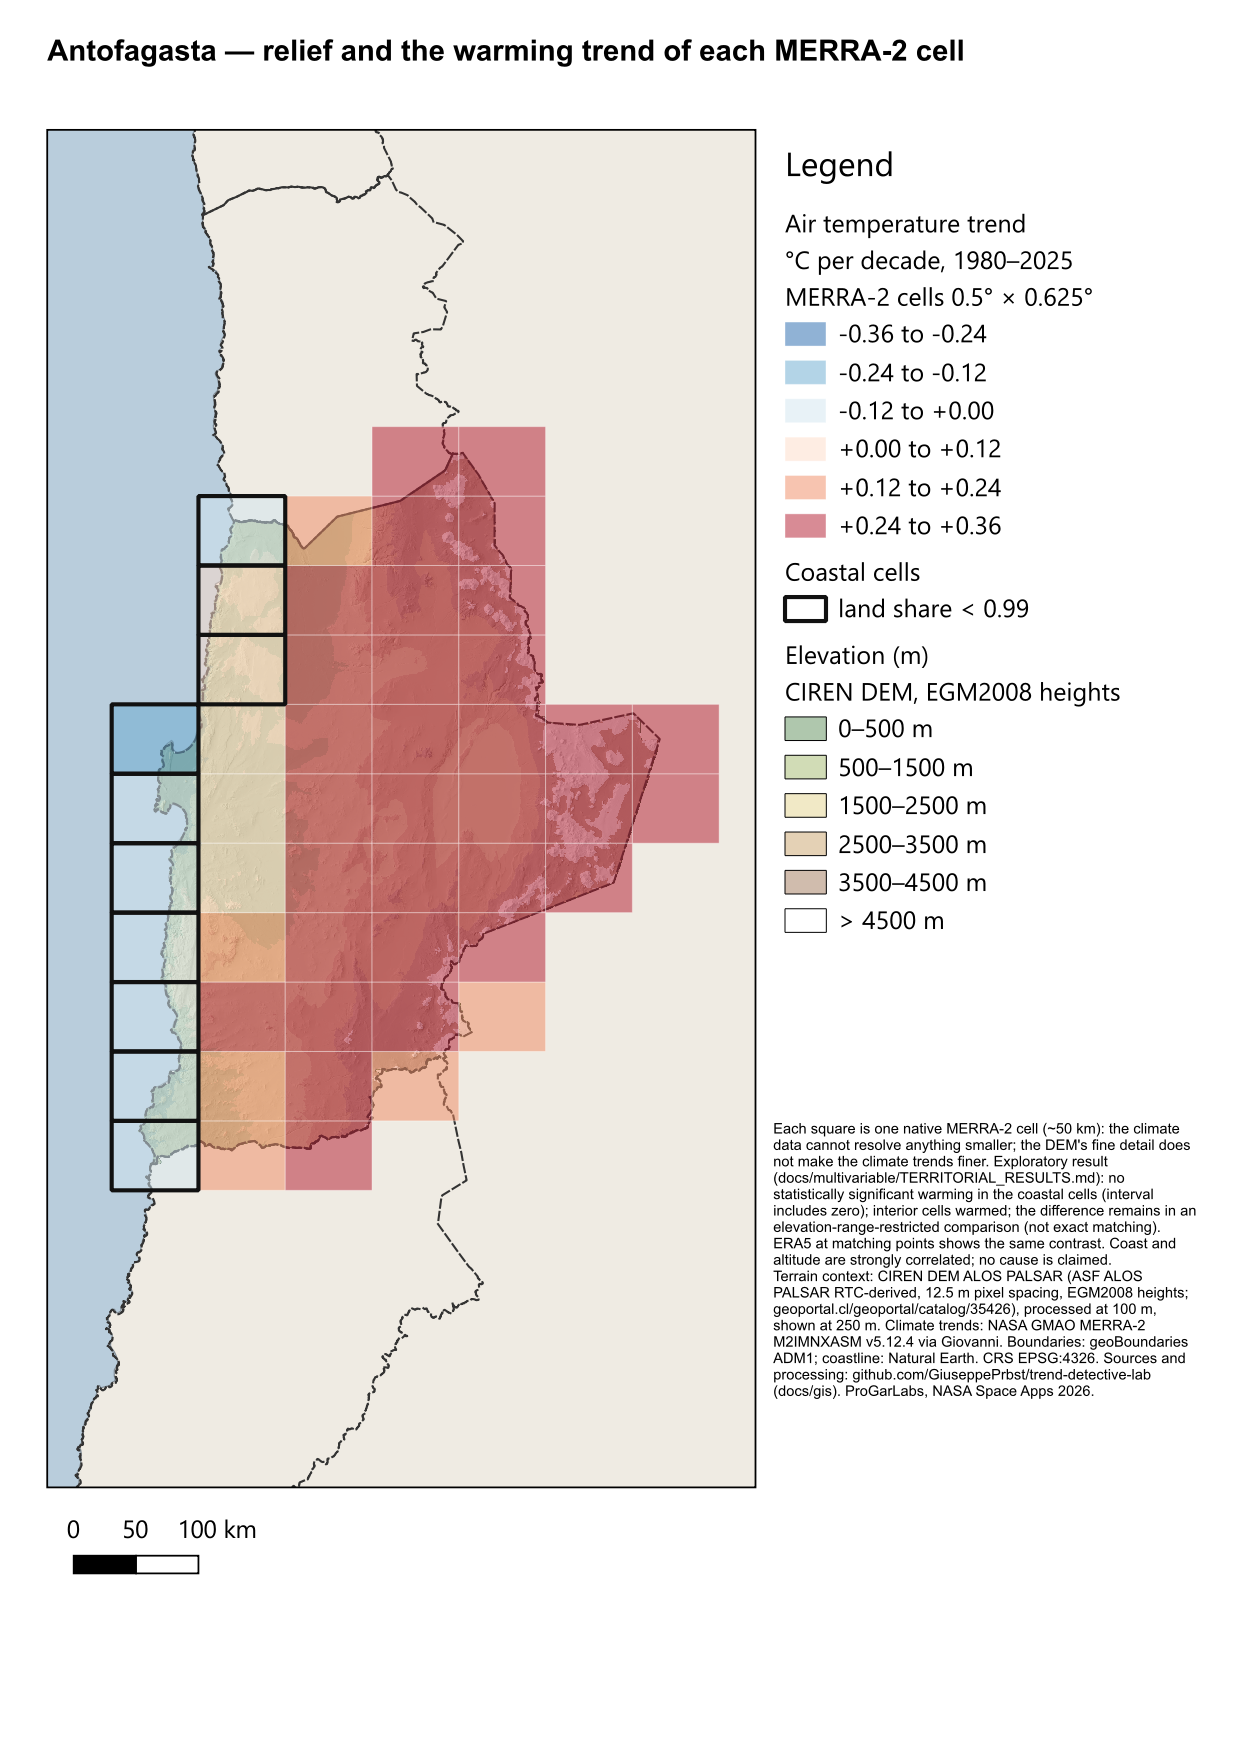 Antofagasta — relief and the warming trend of each MERRA-2 cell
Legend
Air temperature trend
°C per decade, 1980–2025
MERRA-2 cells 0.5° × 0.625°
-0.36 to -0.24
-0.24 to -0.12
-0.12 to +0.00
+0.00 to +0.12
+0.12 to +0.24
+0.24 to +0.36
Coastal cells
land share < 0.99
Elevation (m)
CIREN DEM, EGM2008 heights
0–500 m
500–1500 m
1500–2500 m
2500–3500 m
3500–4500 m
> 4500 m
Each square is one native MERRA-2 cell (~50 km): the climate
data cannot resolve anything smaller; the DEM's fine detail does
not make the climate trends finer. Exploratory result
(docs/multivariable/TERRITORIAL_RESULTS.md): no
statistically significant warming in the coastal cells (interval
includes zero); interior cells warmed; the difference remains in an
elevation-range-restricted comparison (not exact matching).
ERA5 at matching points shows the same contrast. Coast and
altitude are strongly correlated; no cause is claimed.
Terrain context: CIREN DEM ALOS PALSAR (ASF ALOS
PALSAR RTC-derived, 12.5 m pixel spacing, EGM2008 heights;
geoportal.cl/geoportal/catalog/35426), processed at 100 m,
shown at 250 m. Climate trends: NASA GMAO MERRA-2
M2IMNXASM v5.12.4 via Giovanni. Boundaries: geoBoundaries
ADM1; coastline: Natural Earth. CRS EPSG:4326. Sources and
processing: github.com/GiuseppePrbst/trend-detective-lab
(docs/gis). ProGarLabs, NASA Space Apps 2026.
0 50 100 km